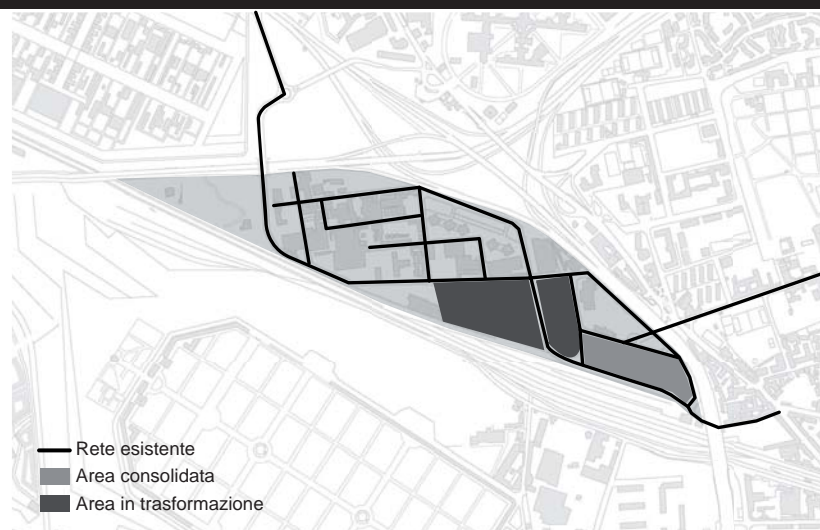 Rete esistente
Area consolidata
Area in trasformazione